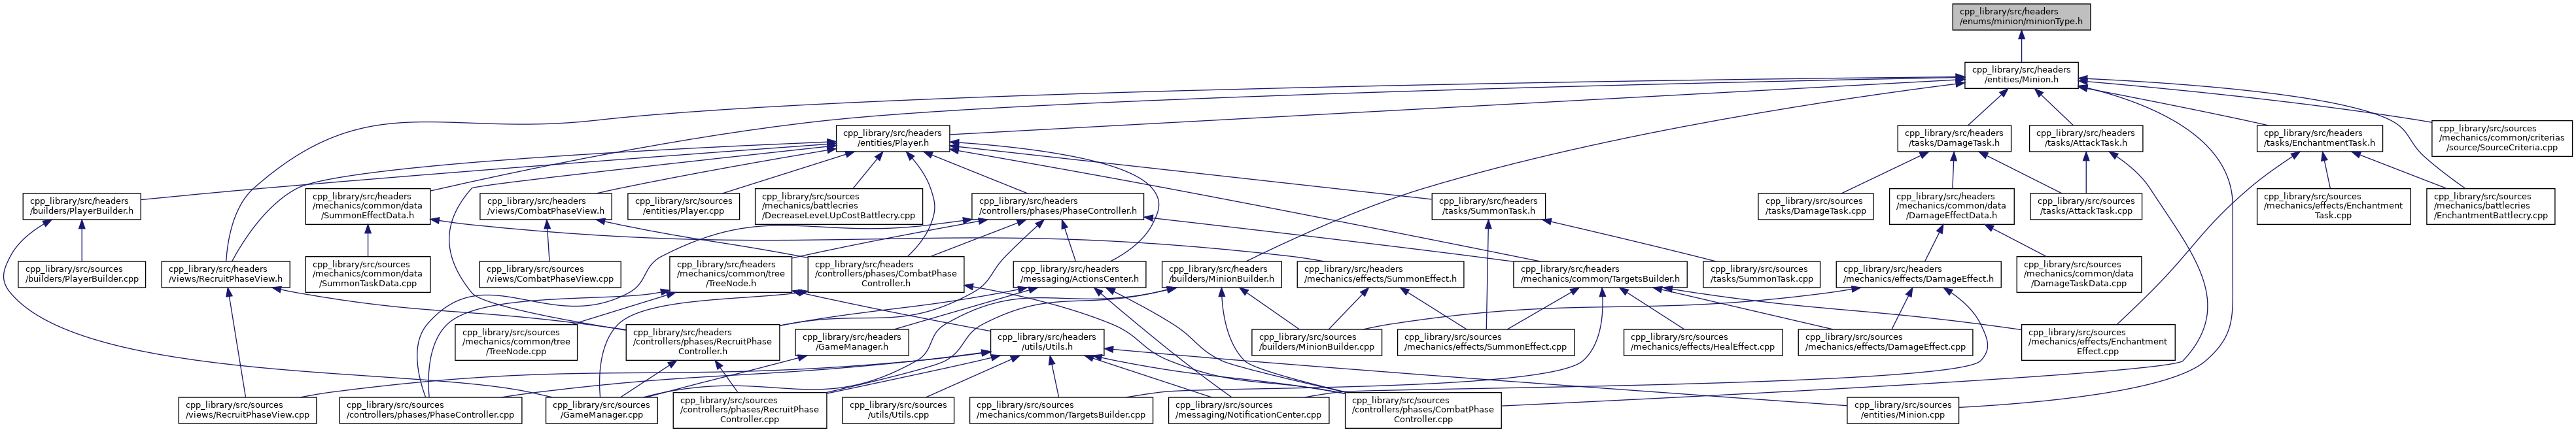 cpp_library/src/headers
/enums/minion/minionType.h
cpp_library/src/headers
/entities/Minion.h
cpp_library/src/headers
/entities/Player.h
cpp_library/src/headers
/tasks/DamageTask.h
cpp_library/src/headers
/tasks/AttackTask.h
cpp_library/src/headers
/tasks/EnchantmentTask.h
cpp_library/src/sources
/mechanics/common/criterias
/source/SourceCriteria.cpp
cpp_library/src/headers
/builders/PlayerBuilder.h
cpp_library/src/headers
/mechanics/common/data
/SummonEffectData.h
cpp_library/src/headers
/views/CombatPhaseView.h
cpp_library/src/sources
/entities/Player.cpp
cpp_library/src/sources
/mechanics/battlecries
/DecreaseLeveLUpCostBattlecry.cpp
cpp_library/src/headers
/controllers/phases/PhaseController.h
cpp_library/src/headers
/tasks/SummonTask.h
cpp_library/src/sources
/tasks/DamageTask.cpp
cpp_library/src/headers
/mechanics/common/data
/DamageEffectData.h
cpp_library/src/sources
/tasks/AttackTask.cpp
cpp_library/src/sources
/mechanics/effects/Enchantment
Task.cpp
cpp_library/src/sources
/mechanics/battlecries
/EnchantmentBattlecry.cpp
cpp_library/src/sources
/builders/PlayerBuilder.cpp
cpp_library/src/headers
/views/RecruitPhaseView.h
cpp_library/src/sources
/mechanics/common/data
/SummonTaskData.cpp
cpp_library/src/sources
/views/CombatPhaseView.cpp
cpp_library/src/headers
/mechanics/common/tree
/TreeNode.h
cpp_library/src/headers
/controllers/phases/CombatPhase
Controller.h
cpp_library/src/headers
/messaging/ActionsCenter.h
cpp_library/src/headers
/builders/MinionBuilder.h
cpp_library/src/headers
/mechanics/effects/SummonEffect.h
cpp_library/src/headers
/mechanics/common/TargetsBuilder.h
cpp_library/src/sources
/tasks/SummonTask.cpp
cpp_library/src/headers
/mechanics/effects/DamageEffect.h
cpp_library/src/sources
/mechanics/common/data
/DamageTaskData.cpp
cpp_library/src/sources
/mechanics/common/tree
/TreeNode.cpp
cpp_library/src/headers
/controllers/phases/RecruitPhase
Controller.h
cpp_library/src/headers
/GameManager.h
cpp_library/src/headers
/utils/Utils.h
cpp_library/src/sources
/builders/MinionBuilder.cpp
cpp_library/src/sources
/mechanics/effects/SummonEffect.cpp
cpp_library/src/sources
/mechanics/effects/HealEffect.cpp
cpp_library/src/sources
/mechanics/effects/DamageEffect.cpp
cpp_library/src/sources
/mechanics/effects/Enchantment
Effect.cpp
cpp_library/src/sources
/views/RecruitPhaseView.cpp
cpp_library/src/sources
/controllers/phases/PhaseController.cpp
cpp_library/src/sources
/GameManager.cpp
cpp_library/src/sources
/controllers/phases/RecruitPhase
Controller.cpp
cpp_library/src/sources
/utils/Utils.cpp
cpp_library/src/sources
/mechanics/common/TargetsBuilder.cpp
cpp_library/src/sources
/messaging/NotificationCenter.cpp
cpp_library/src/sources
/controllers/phases/CombatPhase
Controller.cpp
cpp_library/src/sources
/entities/Minion.cpp